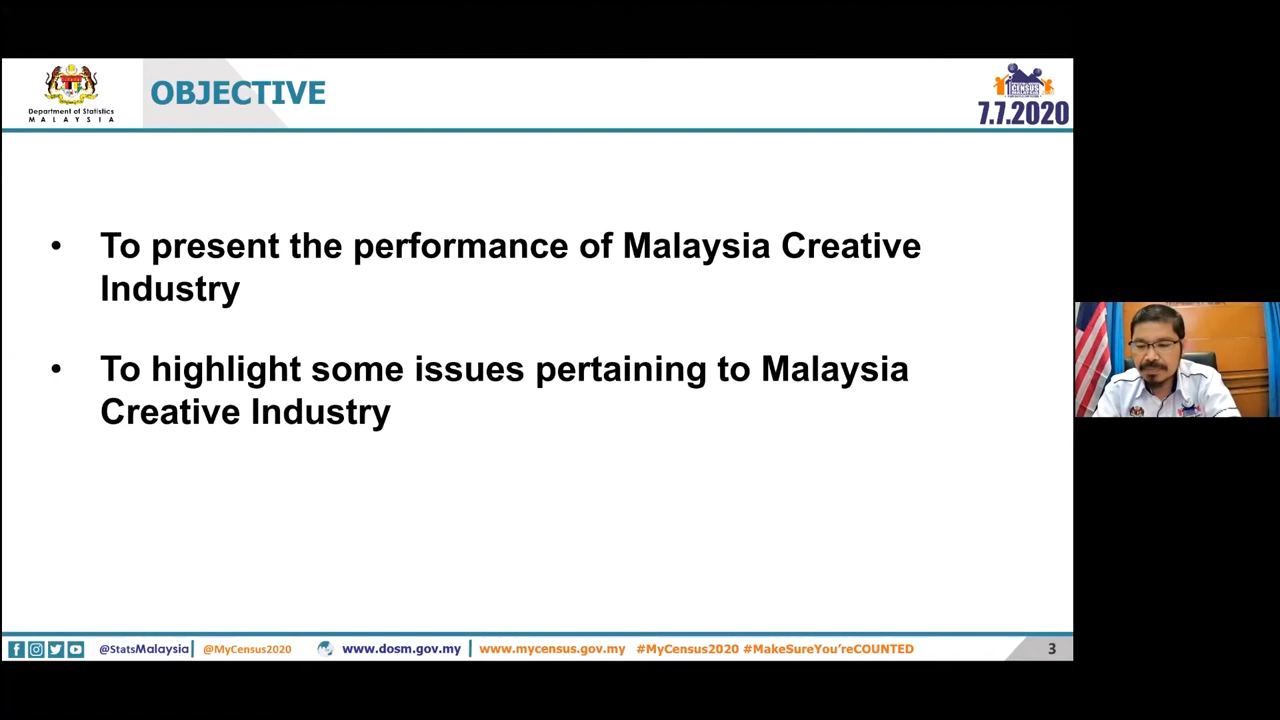 Department of Statistics
MALAYSIA
OBJECTIVE
CENSUS
7.7.2020
• To present the performance of Malaysia Creative
Industry
• To highlight some issues pertaining to Malaysia
Creative Industry
@StatsMalaysia
@MyCensus2020
www.dosm.gov.my
www.mycensus.gov.my
#MyCensus2020 #MakeSureYou'reCOUNTED
3